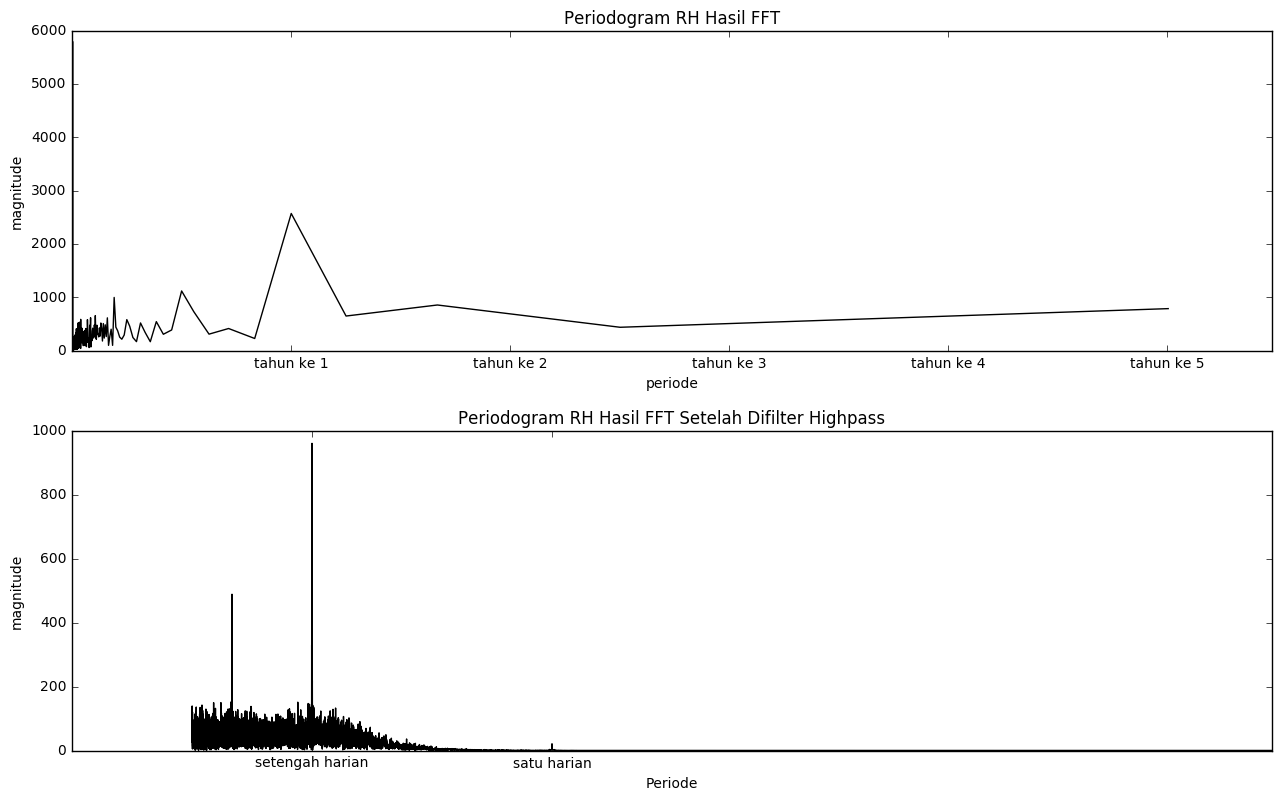 Periodogram RH Hasil FFT
6000
5000
4000
3000
2000
1000
0
magnitude
tahun ke 1 tahun ke 2 tahun ke 3 tahun ke 4 tahun ke 5
periode
Periodogram RH Hasil FFT Setelah Difilter Highpass
1000
800
600
400
200
0
magnitude
setengah harian satu harian
Periode